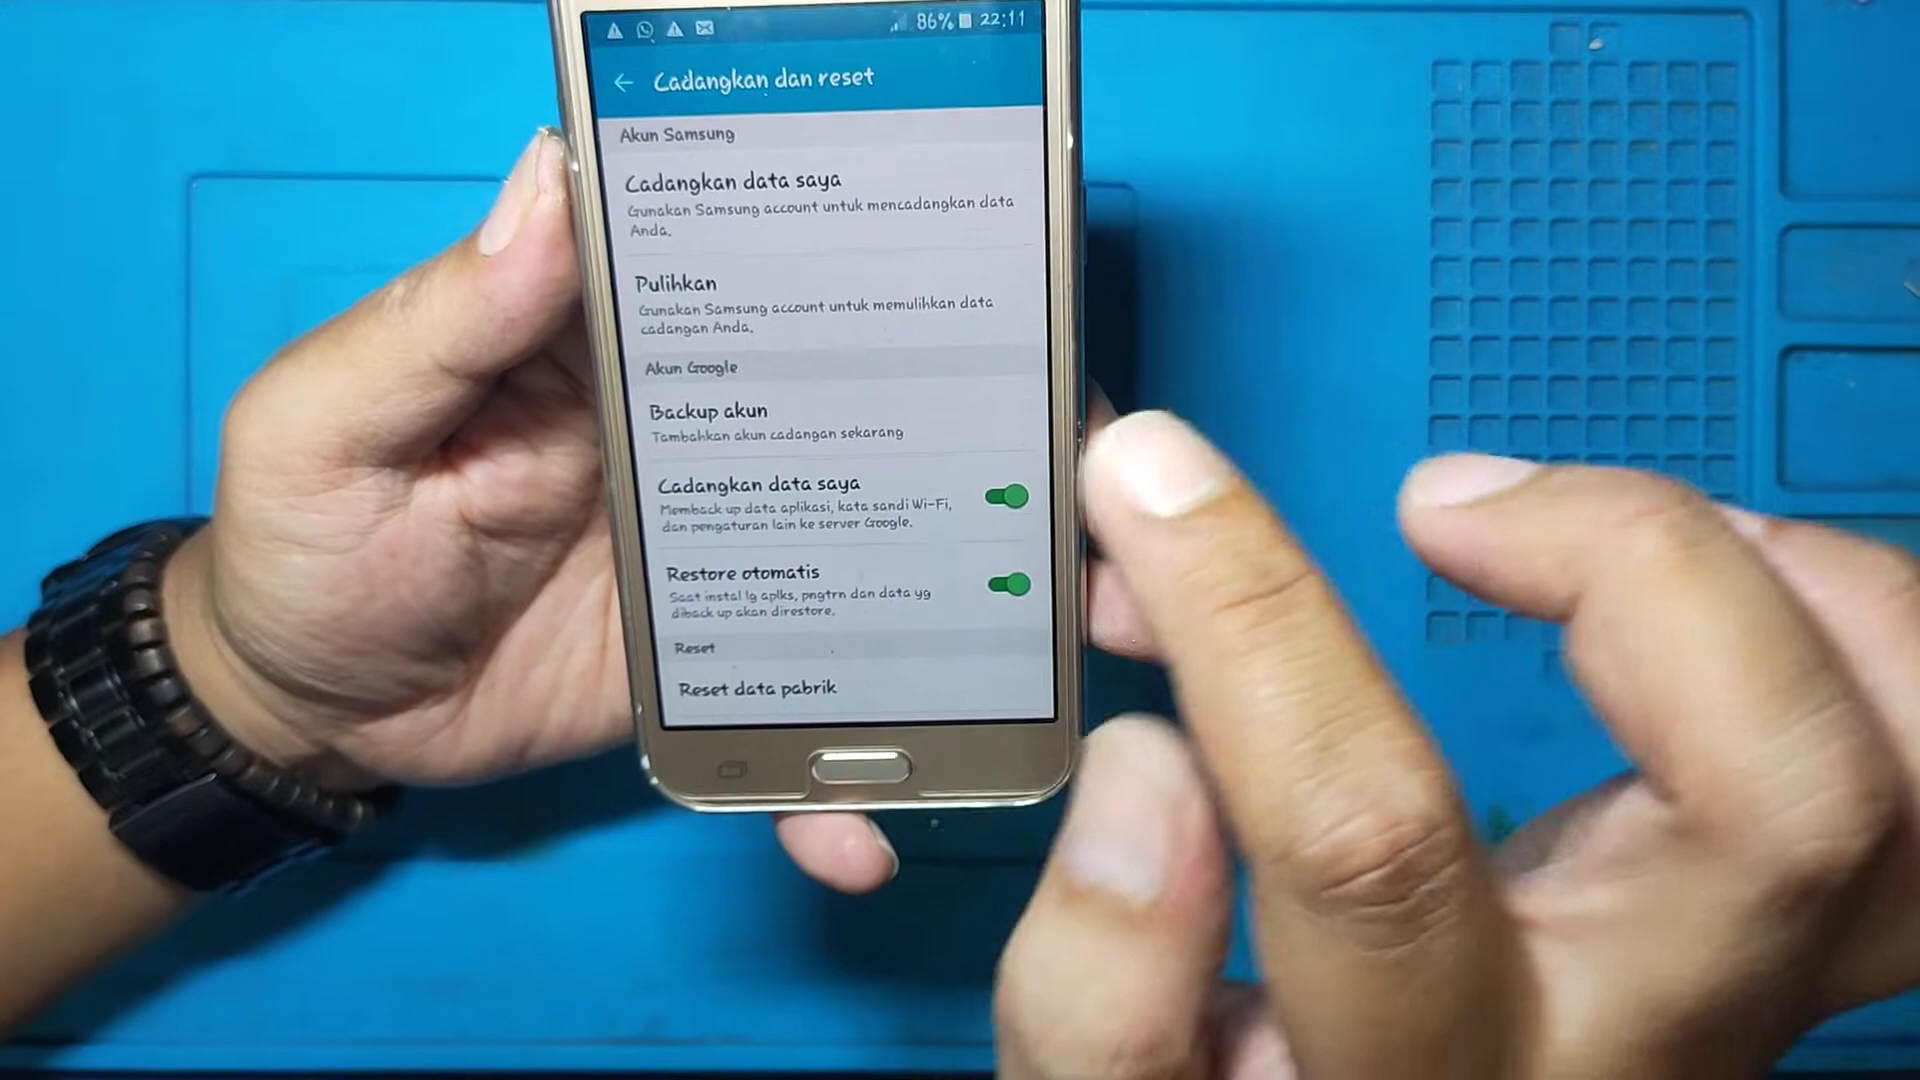 86% 22:11
Cadangkan dan reset
Akun Samsung
Cadangkan data saya
Gunakan Samsung account untuk mencadangkan data
Anda.
Pulihkan
Gunakan Samsung account untuk memulihkan data
cadangan Anda.
Akun Google
Backup akun
Tambahkan akun cadangan sekarang
Cadangkan data saya
Memback up data aplikasi, kata sandi Wi-Fi,
dan pengaturan lain ke server Google.
Restore otomatis
Saat instal lg aplks, pngtrn dan data yg
diback up akan direstore.
Reset
Reset data pabrik